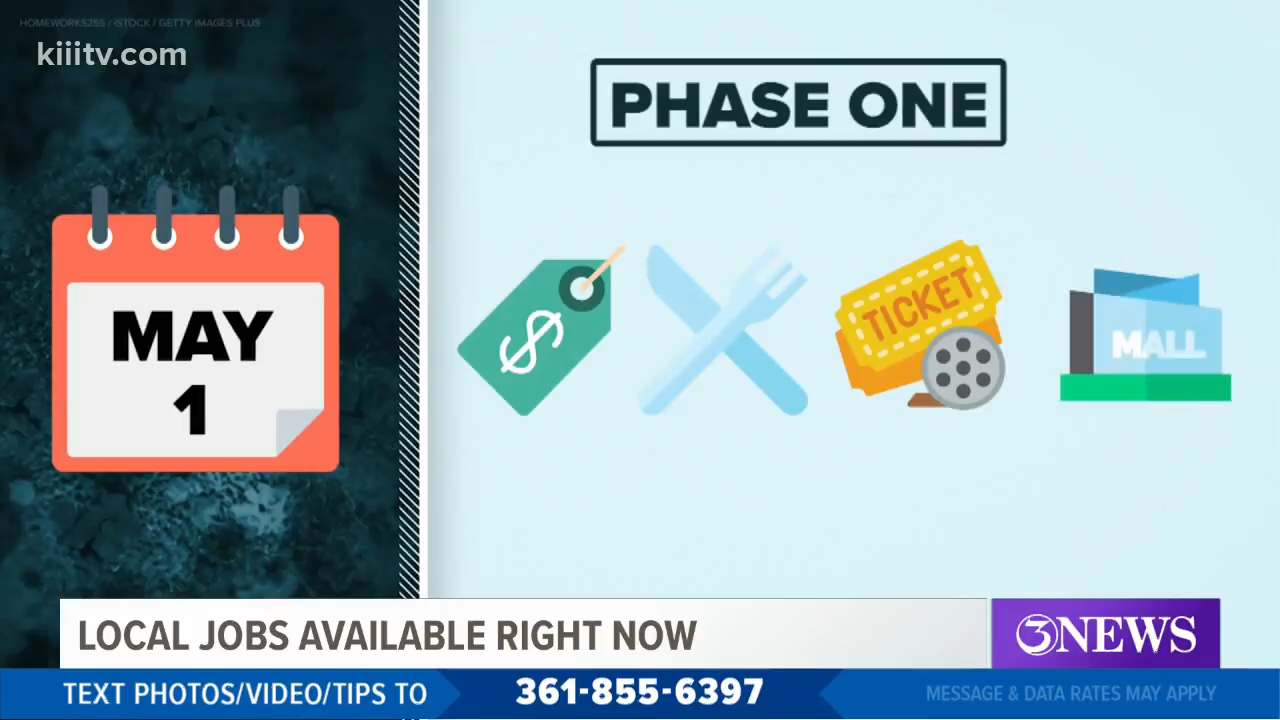 HOMEWORKS255 / iSTOCK / GETTY IMAGES PLUS
kiiitv.com
PHASE ONE
MAY
1
$
TICKET
MALL
LOCAL JOBS AVAILABLE RIGHT NOW
3NEWS
TEXT PHOTOS/VIDEO/TIPS TO 361-855-6397 MESSAGE & DATA RATES MAY APPLY